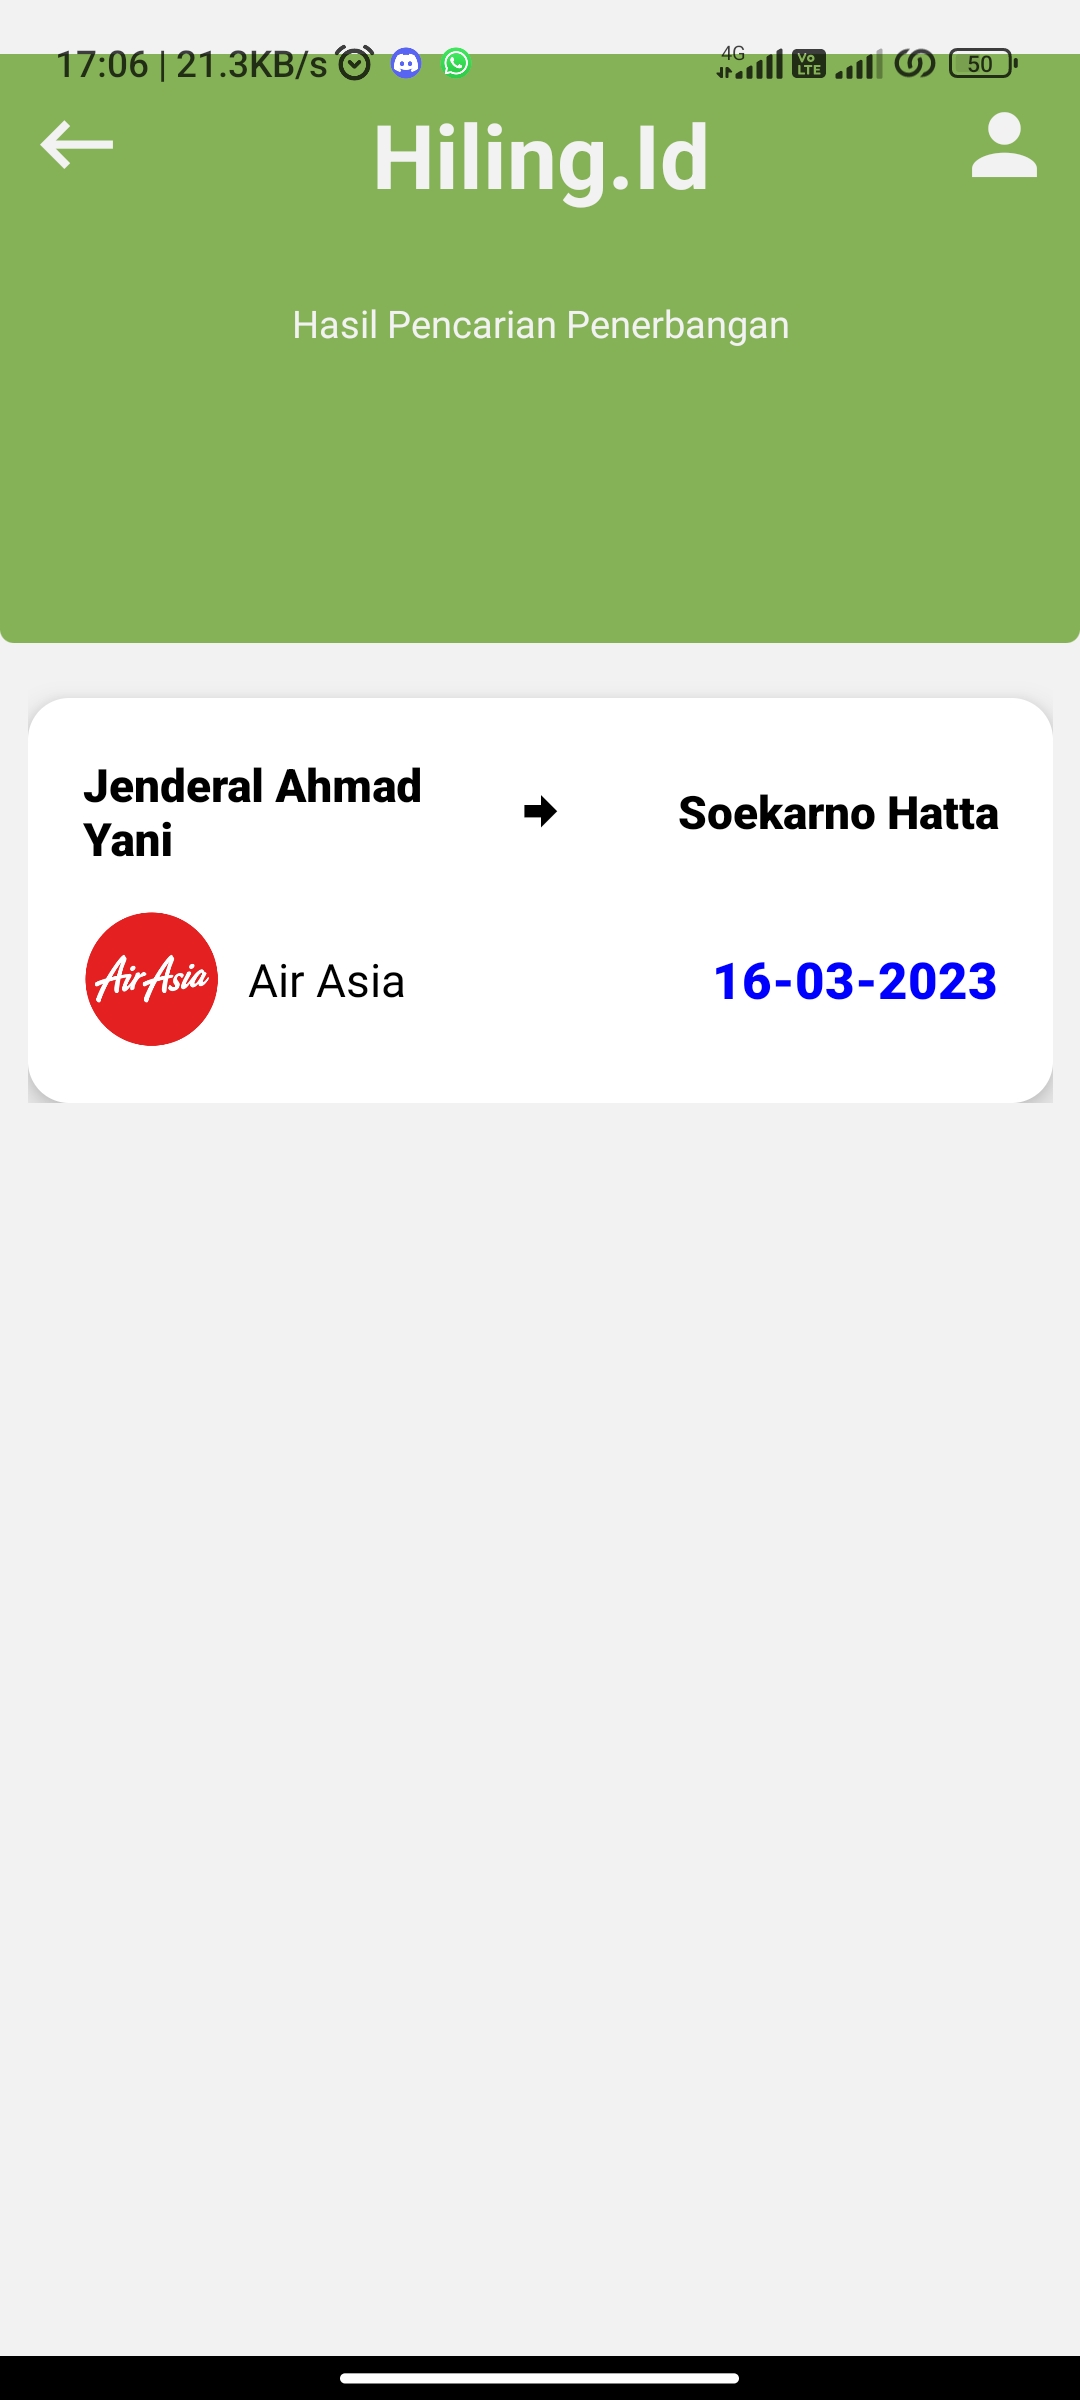 17:06 | 21.3KB/s
4G
Vo
LTE
50
Hiling.Id
Hasil Pencarian Penerbangan
Jenderal Ahmad
Yani
Soekarno Hatta
AirAsia
Air Asia
16-03-2023